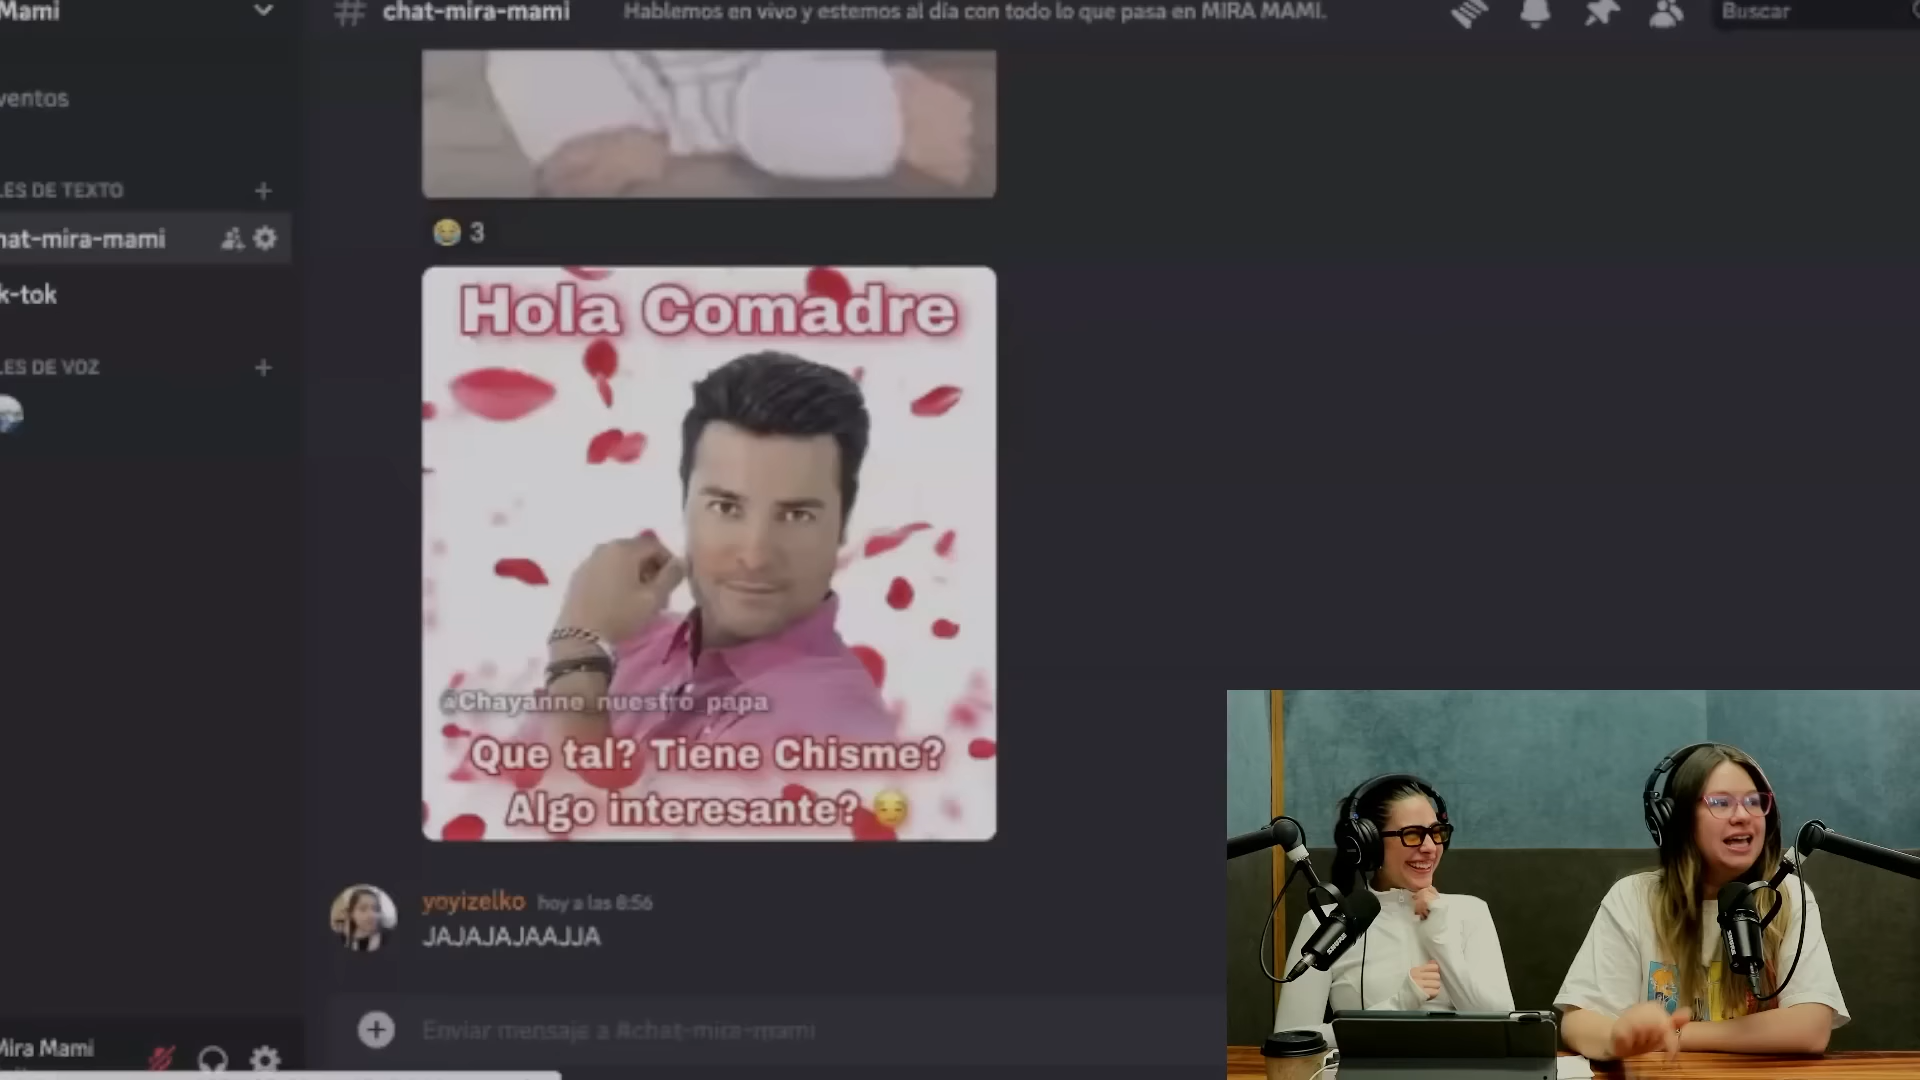 Mami
# chat-mira-mami
Hablemos en vivo y estemos al día con todo lo que pasa en MIRA MAMI.
Buscar
ventos
LES DE TEXTO
hat-mira-mami
k-tok
LES DE VOZ
3
Hola Comadre
@Chayanne_nuestro_papa
Que tal? Tiene Chisme?
Algo interesante?
yoyizelko hoy a las 8:56
JAJAJAJAAJJA
Enviar mensaje a #chat-mira-mami
Mira Mami
SHURE
SHURE